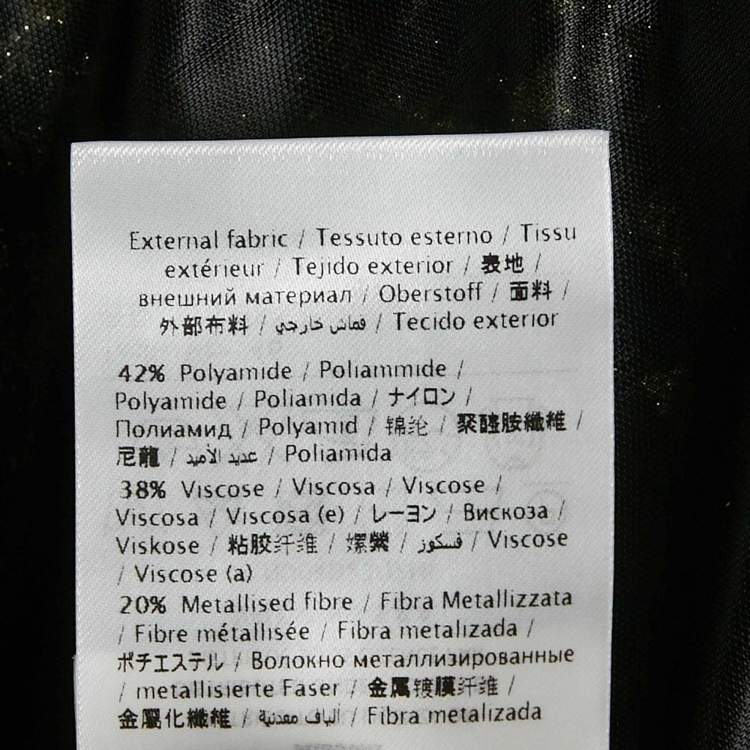 External fabric / Tessuto esterno / Tissu
extérieur / Tejido exterior / 表地 /
внешний материал / Oberstoff / 面料 /
外部布料 / قماش خارجي / Tecido exterior
42% Polyamide / Poliammide /
Polyamide / Poliamida / ナイロン /
Полиамид / Polyamid / 锦纶 / 聚醯胺纖維 /
尼龍 / عديد الأميد / Poliamida
38% Viscose / Viscosa / Viscose /
Viscosa / Viscosa (e) / レーヨン / Вискоза /
Viskose / 粘胶纤维 / 嫘縈 / فسكوز / Viscose
/ Viscose (a)
20% Metallised fibre / Fibra Metallizzata
/ Fibre métallisée / Fibra metalizada /
ポチエステル / Волокно металлизированные
/ metallisierte Faser / 金属镀膜纤维 /
金屬化纖維 / ألياف معدنية / Fibra metalizada